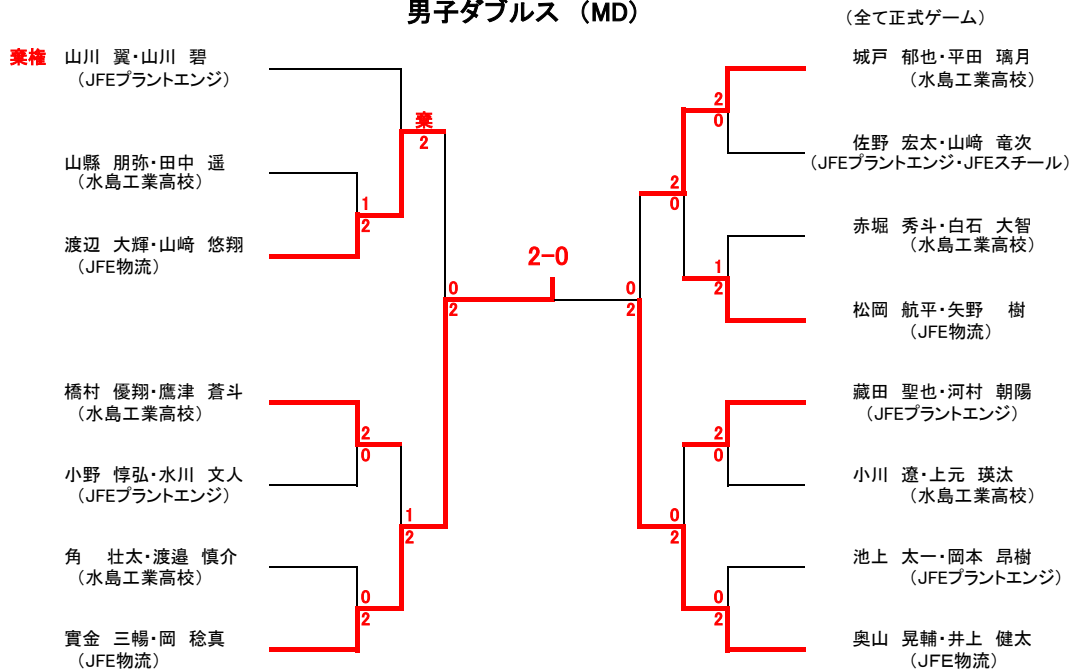 男子ダブルス （MD）
（全て正式ゲーム）
棄権 山川 翼・山川 碧
（JFEプラントエンジ）
棄
2
山縣 朋弥・田中 遥
（水島工業高校）
1
2
渡辺 大輝・山﨑 悠翔
（JFE物流）
0
2
橋村 優翔・鷹津 蒼斗
（水島工業高校）
2
0
小野 惇弘・水川 文人
（JFEプラントエンジ）
1
2
角 壮太・渡邉 慎介
（水島工業高校）
0
2
實金 三暢・岡 稔真
（JFE物流）
2-0
城戸 郁也・平田 璃月
（水島工業高校）
2
0
佐野 宏太・山﨑 竜次
（JFEプラントエンジ・JFEスチール）
2
0
赤堀 秀斗・白石 大智
（水島工業高校）
1
2
松岡 航平・矢野 樹
（JFE物流）
0
2
藏田 聖也・河村 朝陽
（JFEプラントエンジ）
2
0
小川 遼・上元 瑛汰
（水島工業高校）
0
2
池上 太一・岡本 昂樹
（JFEプラントエンジ）
0
2
奥山 晃輔・井上 健太
（JFE物流）